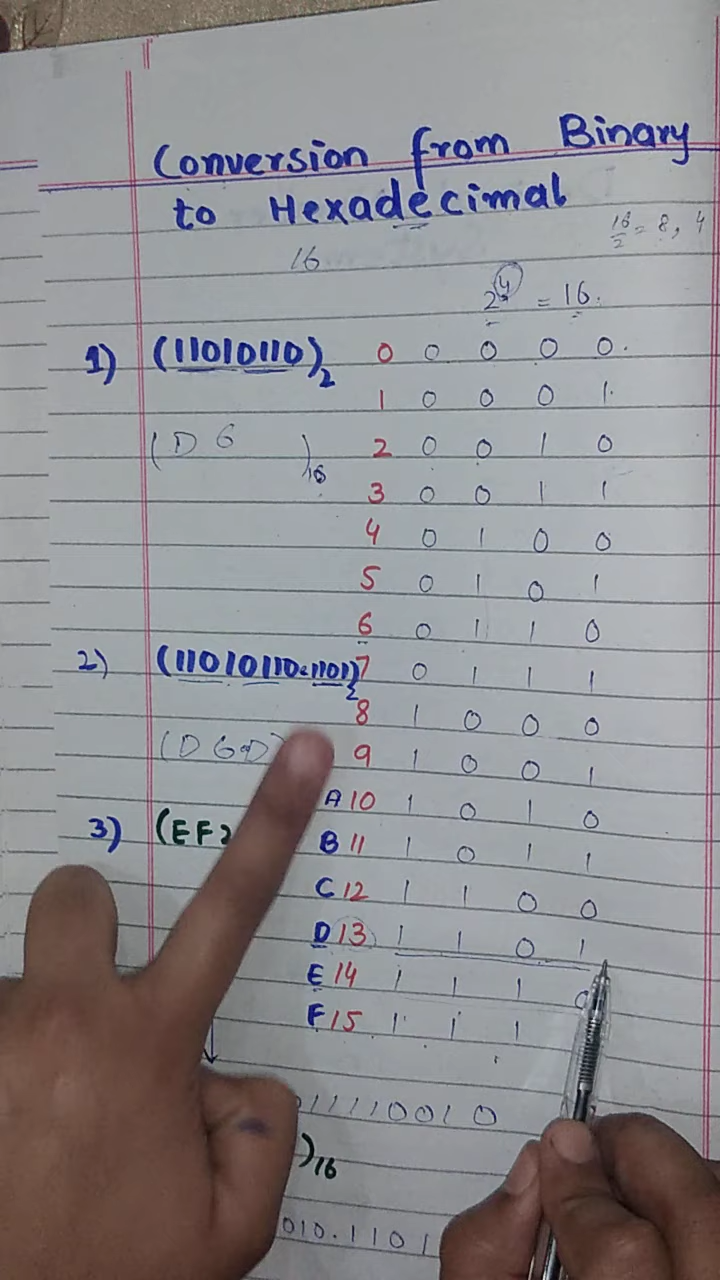 Conversion from Binary
to Hexadecimal
16/2 = 8, 4
16
2^4 = 16.
1) (11010110)2 0 0 0 0 0.
1 0 0 0 1.
(D 6 )16 2 0 0 1 0
3 0 0 1 1
4 0 1 0 0
5 0 1 0 1
6 0 1 1 0
2) (11010110.1101)2 7 0 1 1 1
8 1 0 0 0
(D 6.D) 9 1 0 0 1
A 10 1 0 1 0
3) (EF2 B 11 1 0 1 1
C 12 1 1 0 0
D 13 1 1 0 1
E 14 1 1 1 0
F 15 1 1 1
11110010
)16
010.1101